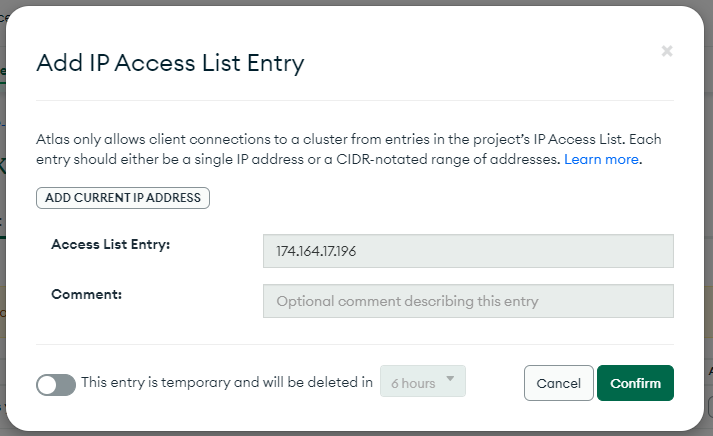 Add IP Access List Entry
×
Atlas only allows client connections to a cluster from entries in the project's IP Access List. Each
entry should either be a single IP address or a CIDR-notated range of addresses. Learn more.
ADD CURRENT IP ADDRESS
Access List Entry:
174.164.17.196
Comment:
Optional comment describing this entry
This entry is temporary and will be deleted in
6 hours
Cancel
Confirm